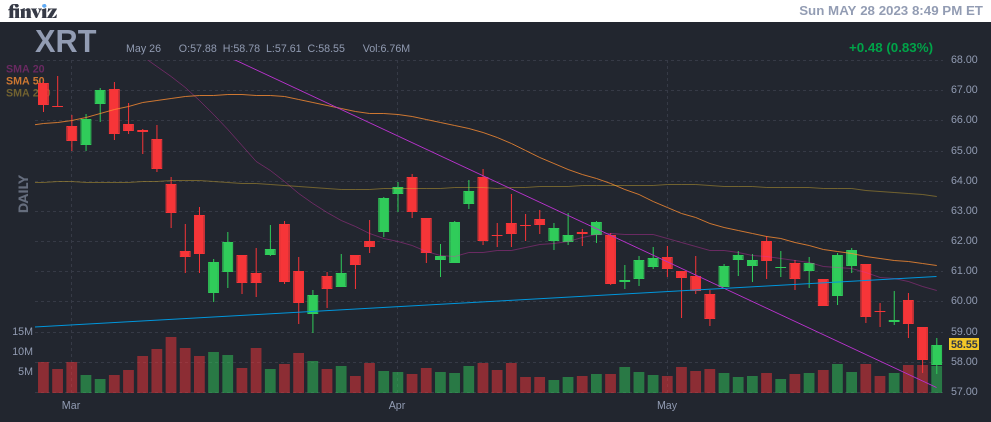 finviz
Sun MAY 28 2023 8:49 PM ET
XRT
May 26 O:57.88 H:58.78 L:57.61 C:58.55 Vol:6.76M
+0.48 (0.83%)
SMA 20
SMA 50
SMA
DAILY
68.00
67.00
66.00
65.00
64.00
63.00
62.00
61.00
60.00
59.00
58.55
58.00
57.00
15M
10M
5M
Mar
Apr
May